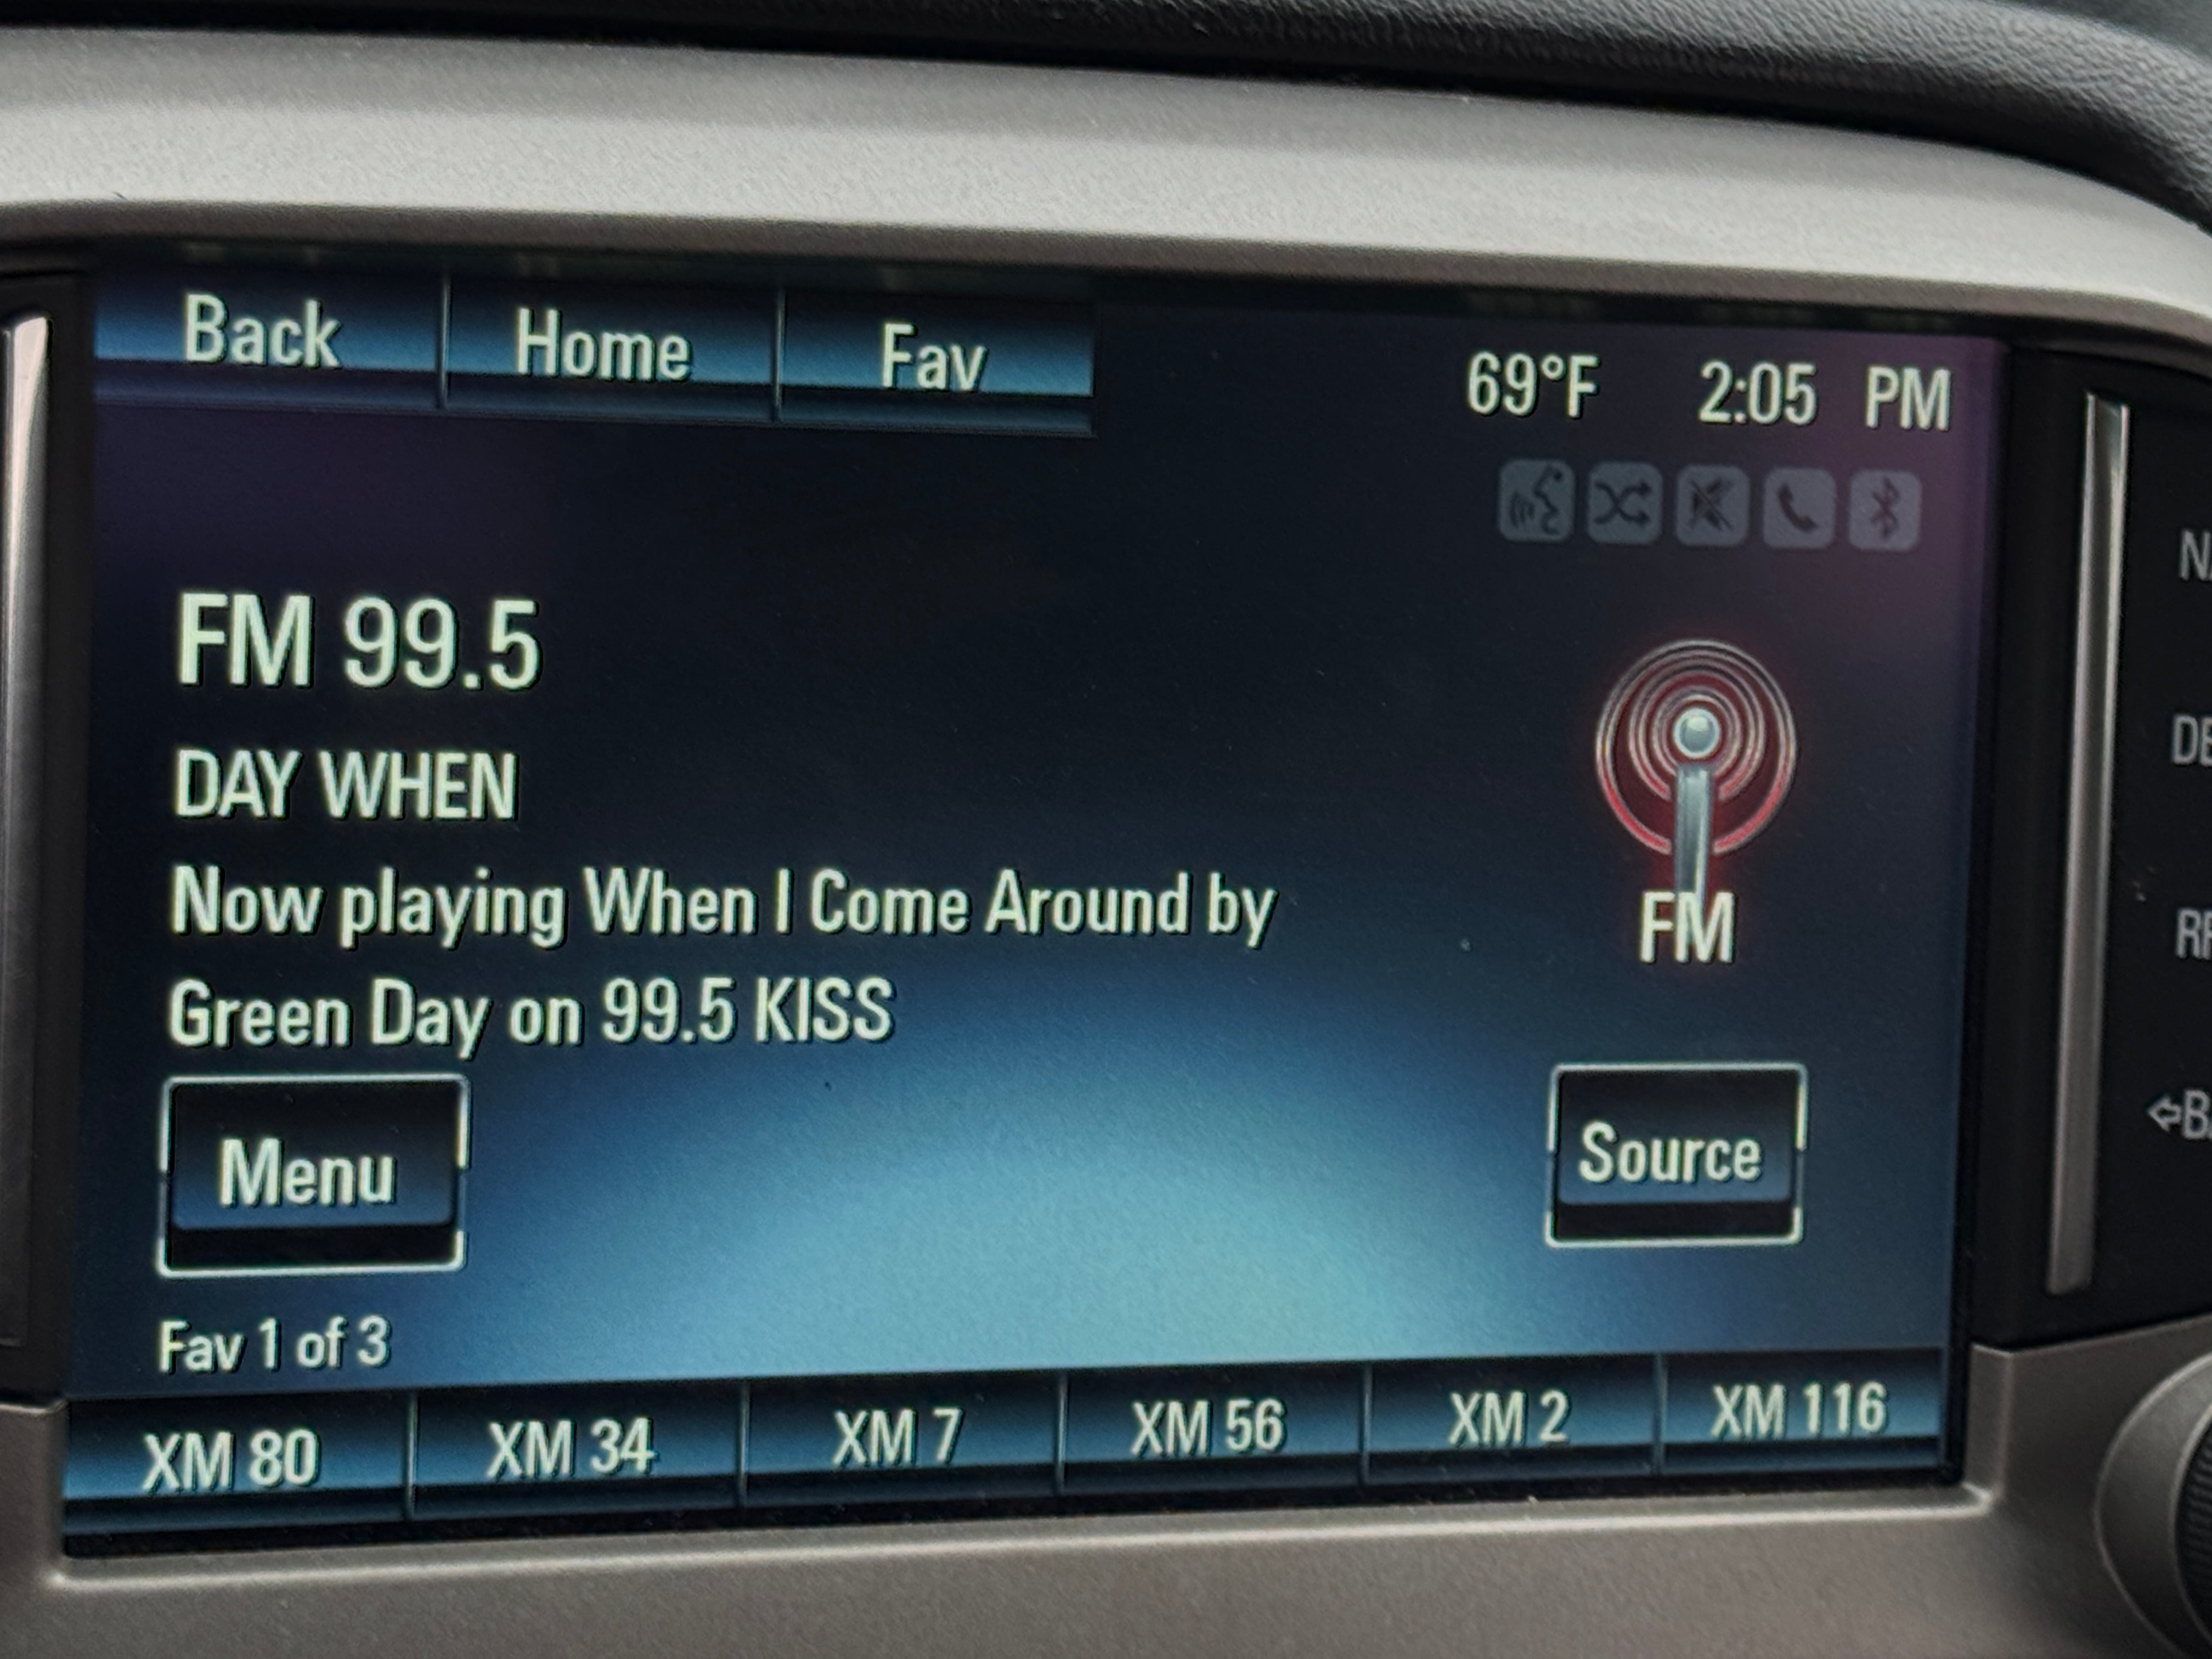 Back Home Fav 69°F 2:05 PM
FM 99.5
DAY WHEN
Now playing When I Come Around by
Green Day on 99.5 KISS
FM
Menu Source
Fav 1 of 3
XM 80 XM 34 XM 7 XM 56 XM 2 XM 116